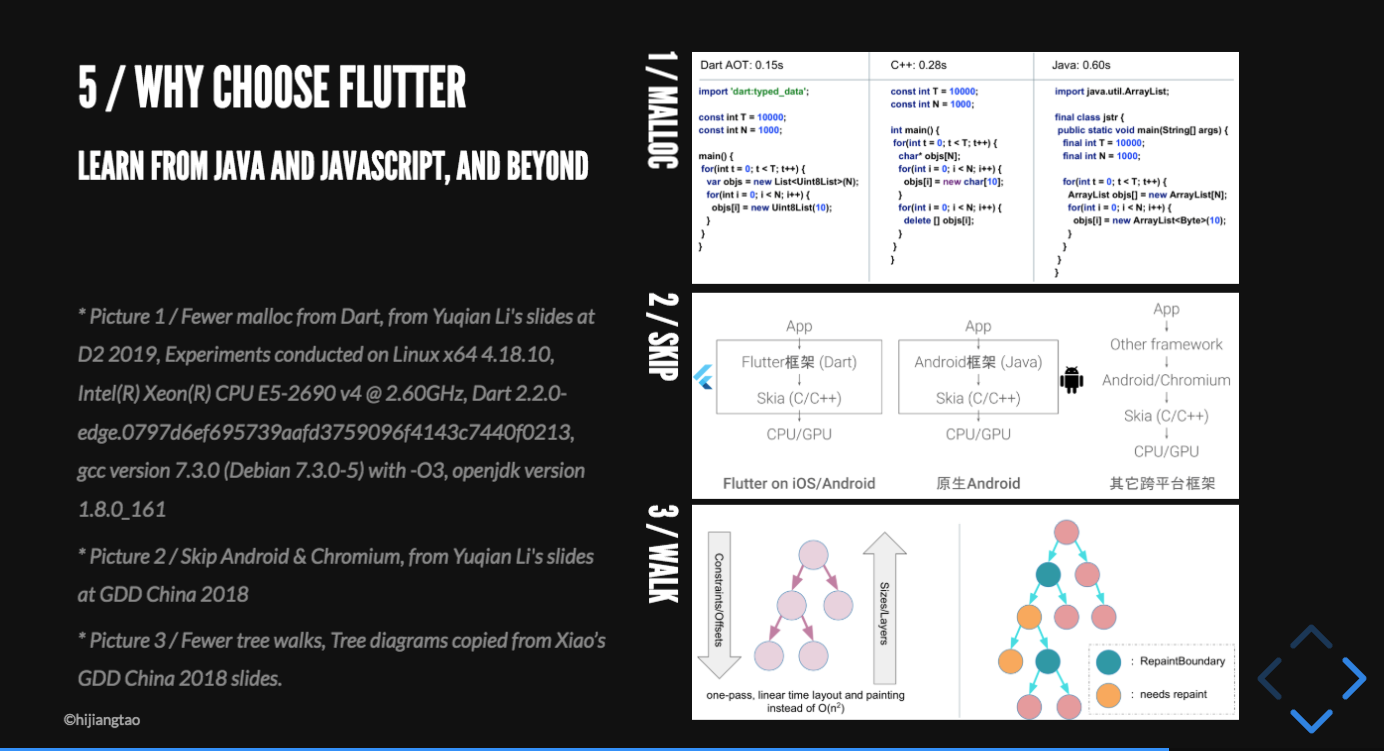 5 / WHY CHOOSE FLUTTER
LEARN FROM JAVA AND JAVASCRIPT, AND BEYOND
* Picture 1 / Fewer malloc from Dart, from Yuqian Li's slides at
D2 2019, Experiments conducted on Linux x64 4.18.10,
Intel(R) Xeon(R) CPU E5-2690 v4 @ 2.60GHz, Dart 2.2.0-
edge.0797d6ef695739aafd3759096f4143c7440f0213,
gcc version 7.3.0 (Debian 7.3.0-5) with -O3, openjdk version
1.8.0_161
* Picture 2 / Skip Android & Chromium, from Yuqian Li's slides
at GDD China 2018
* Picture 3 / Fewer tree walks, Tree diagrams copied from Xiao’s
GDD China 2018 slides.
©hijiangtao
1 / MALLOC
Dart AOT: 0.15s
import 'dart:typed_data';
const int T = 10000;
const int N = 1000;
main() {
for(int t = 0; t < T; t++) {
var objs = new List<Uint8List>(N);
for(int i = 0; i < N; i++) {
objs[i] = new Uint8List(10);
}
}
}
C++: 0.28s
const int T = 10000;
const int N = 1000;
int main() {
for(int t = 0; t < T; t++) {
char* objs[N];
for(int i = 0; i < N; i++) {
objs[i] = new char[10];
}
for(int i = 0; i < N; i++) {
delete [] objs[i];
}
}
}
Java: 0.60s
import java.util.ArrayList;
final class jstr {
public static void main(String[] args) {
final int T = 10000;
final int N = 1000;
for(int t = 0; t < T; t++) {
ArrayList objs[] = new ArrayList[N];
for(int i = 0; i < N; i++) {
objs[i] = new ArrayList<Byte>(10);
}
}
}
}
2 / SKIP
App
Flutter框架 (Dart)
Skia (C/C++)
CPU/GPU
Flutter on iOS/Android
App
Android框架 (Java)
Skia (C/C++)
CPU/GPU
原生Android
App
Other framework
Android/Chromium
Skia (C/C++)
CPU/GPU
其它跨平台框架
3 / WALK
Constraints/Offsets
Sizes/Layers
one-pass, linear time layout and painting
instead of O(n²)
: RepaintBoundary
: needs repaint